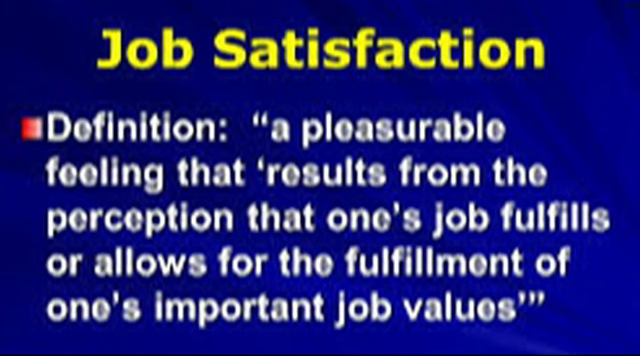 Job Satisfaction
Definition: “a pleasurable
feeling that ‘results from the
perception that one’s job fulfills
or allows for the fulfillment of
one’s important job values’”